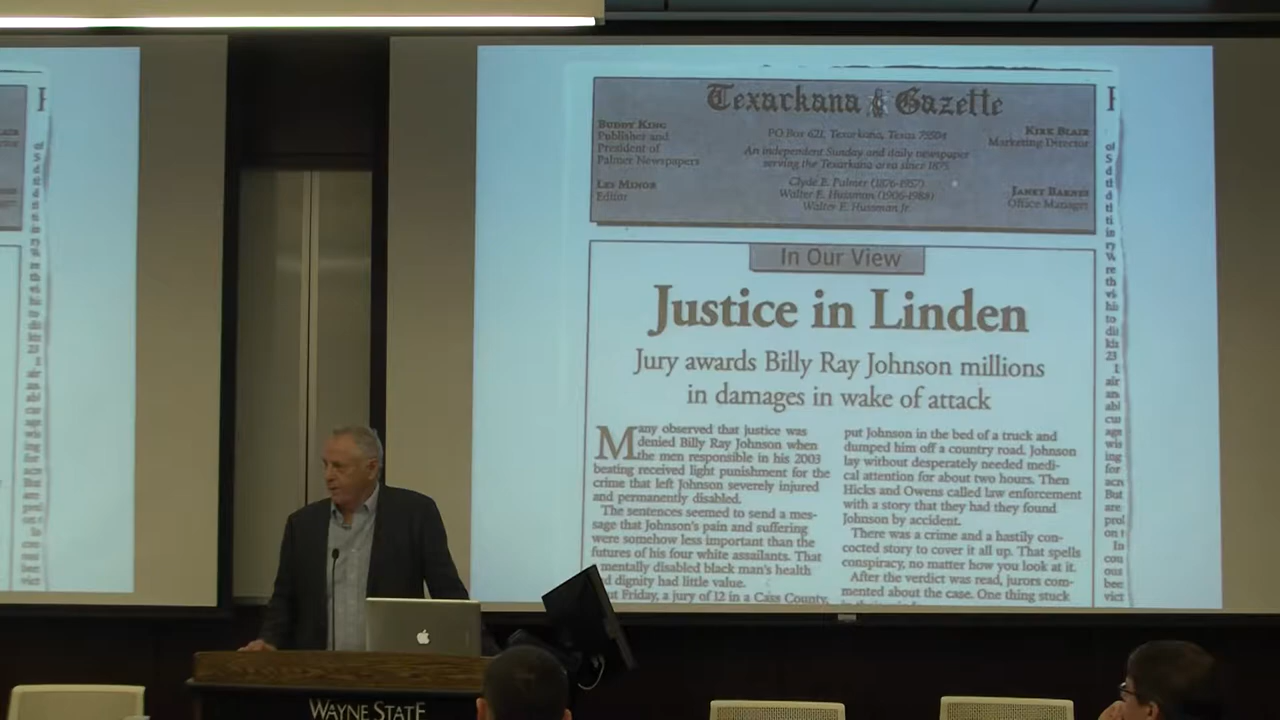 Texarkana Gazette
BUDDY KING
Publisher and
President of
Palmer Newspapers
LES MINOR
Editor
PO Box 621, Texarkana, Texas 75504
An independent Sunday and daily newspaper
serving the Texarkana area since 1875
Clyde E. Palmer (1876-1957)
Walter E. Hussman (1906-1988)
Walter E. Hussman Jr.
KIRK BLAIR
Marketing Director
JANET BARNES
Office Manager
In Our View
Justice in Linden
Jury awards Billy Ray Johnson millions
in damages in wake of attack
Many observed that justice was
denied Billy Ray Johnson when
the men responsible in his 2003
beating received light punishment for the
crime that left Johnson severely injured
and permanently disabled.
The sentences seemed to send a mes-
sage that Johnson's pain and suffering
were somehow less important than the
futures of his four white assailants. That
mentally disabled black man's health
dignity had little value.
Friday, a jury of 12 in a Cass County,
put Johnson in the bed of a truck and
dumped him off a country road. Johnson
lay without desperately needed medi-
cal attention for about two hours. Then
Hicks and Owens called law enforcement
with a story that they had they found
Johnson by accident.
There was a crime and a hastily con-
cocted story to cover it all up. That spells
conspiracy, no matter how you look at it.
After the verdict was read, jurors com-
mented about the case. One thing stuck
WAYNE STATE